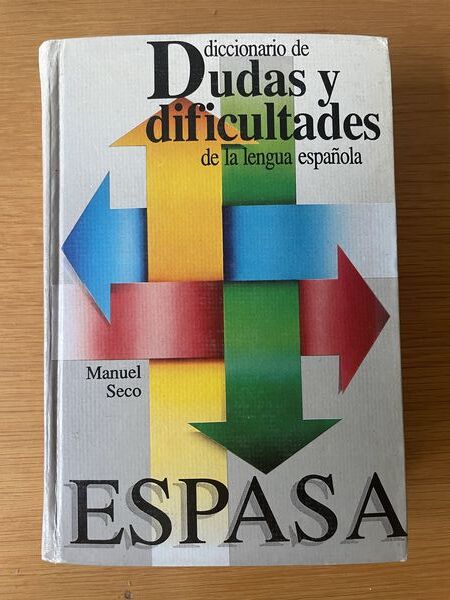 diccionario de
Dudas y
dificultades
de la lengua española
Manuel
Seco
ESPASA